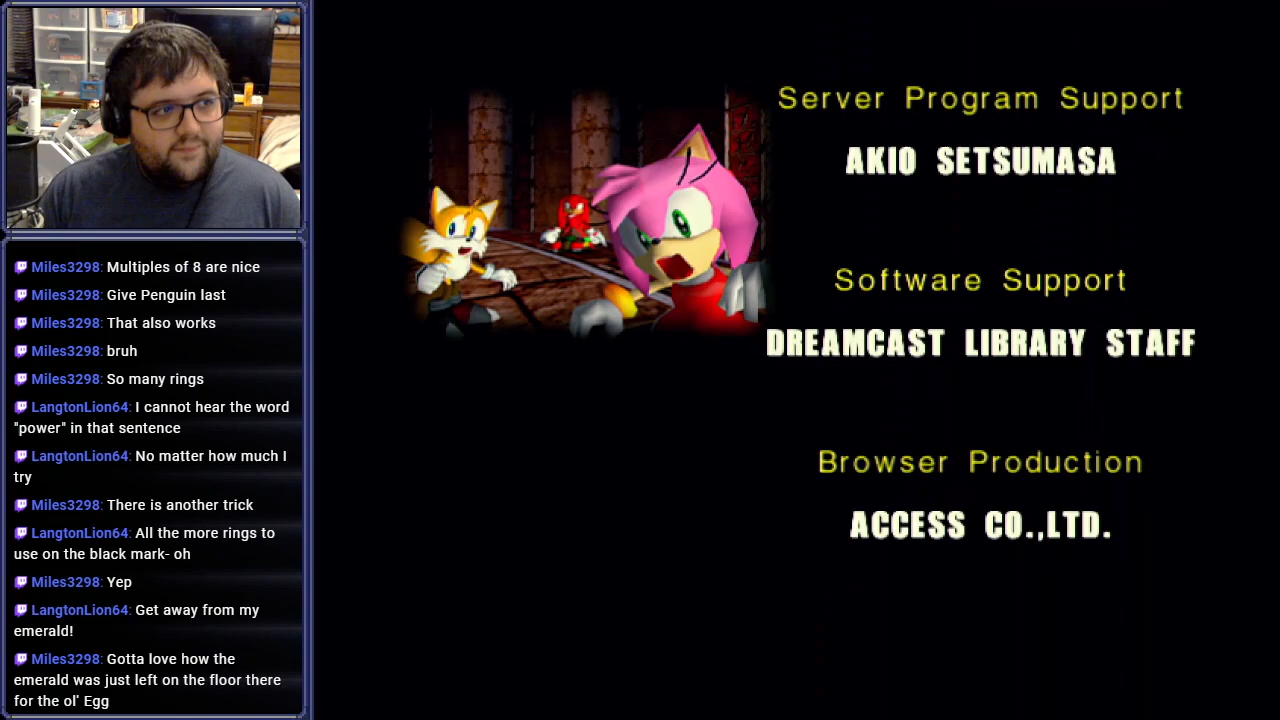 Miles3298: Multiples of 8 are nice
Miles3298: Give Penguin last
Miles3298: That also works
Miles3298: bruh
Miles3298: So many rings
LangtonLion64: I cannot hear the word
"power" in that sentence
LangtonLion64: No matter how much I
try
Miles3298: There is another trick
LangtonLion64: All the more rings to
use on the black mark- oh
Miles3298: Yep
LangtonLion64: Get away from my
emerald!
Miles3298: Gotta love how the
emerald was just left on the floor there
for the ol' Egg
Server Program Support
AKIO SETSUMASA
Software Support
DREAMCAST LIBRARY STAFF
Browser Production
ACCESS CO.,LTD.